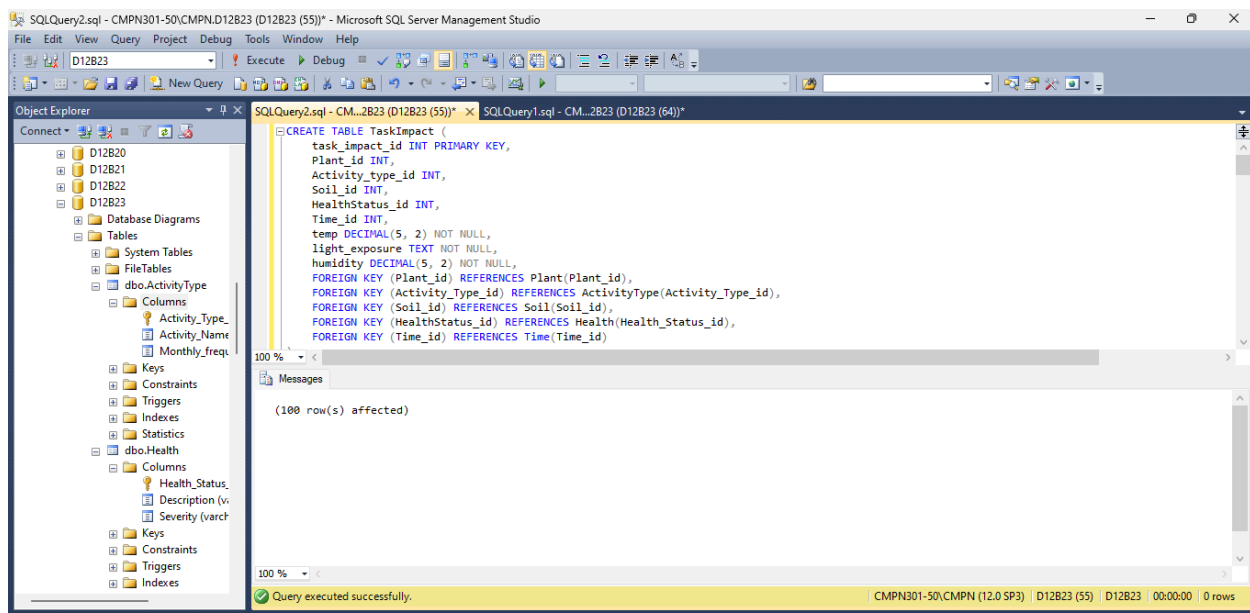 SQLQuery2.sql - CMPN301-50\CMPN.D12B23 (D12B23 (55))* - Microsoft SQL Server Management Studio
File Edit View Query Project Debug Tools Window Help
D12B23 Execute Debug
New Query
Object Explorer
Connect
D12B20
D12B21
D12B22
D12B23
Database Diagrams
Tables
System Tables
FileTables
dbo.ActivityType
Columns
Activity_Type_
Activity_Name
Monthly_frequ
Keys
Constraints
Triggers
Indexes
Statistics
dbo.Health
Columns
Health_Status_
Description (va
Severity (varch
Keys
Constraints
Triggers
Indexes
SQLQuery2.sql - CM...2B23 (D12B23 (55))* SQLQuery1.sql - CM...2B23 (D12B23 (64))*
CREATE TABLE TaskImpact (
task_impact_id INT PRIMARY KEY,
Plant_id INT,
Activity_type_id INT,
Soil_id INT,
HealthStatus_id INT,
Time_id INT,
temp DECIMAL(5, 2) NOT NULL,
light_exposure TEXT NOT NULL,
humidity DECIMAL(5, 2) NOT NULL,
FOREIGN KEY (Plant_id) REFERENCES Plant(Plant_id),
FOREIGN KEY (Activity_Type_id) REFERENCES ActivityType(Activity_Type_id),
FOREIGN KEY (Soil_id) REFERENCES Soil(Soil_id),
FOREIGN KEY (HealthStatus_id) REFERENCES Health(Health_Status_id),
FOREIGN KEY (Time_id) REFERENCES Time(Time_id)
100 %
Messages
(100 row(s) affected)
100 %
Query executed successfully. CMPN301-50\CMPN (12.0 SP3) D12B23 (55) D12B23 00:00:00 0 rows